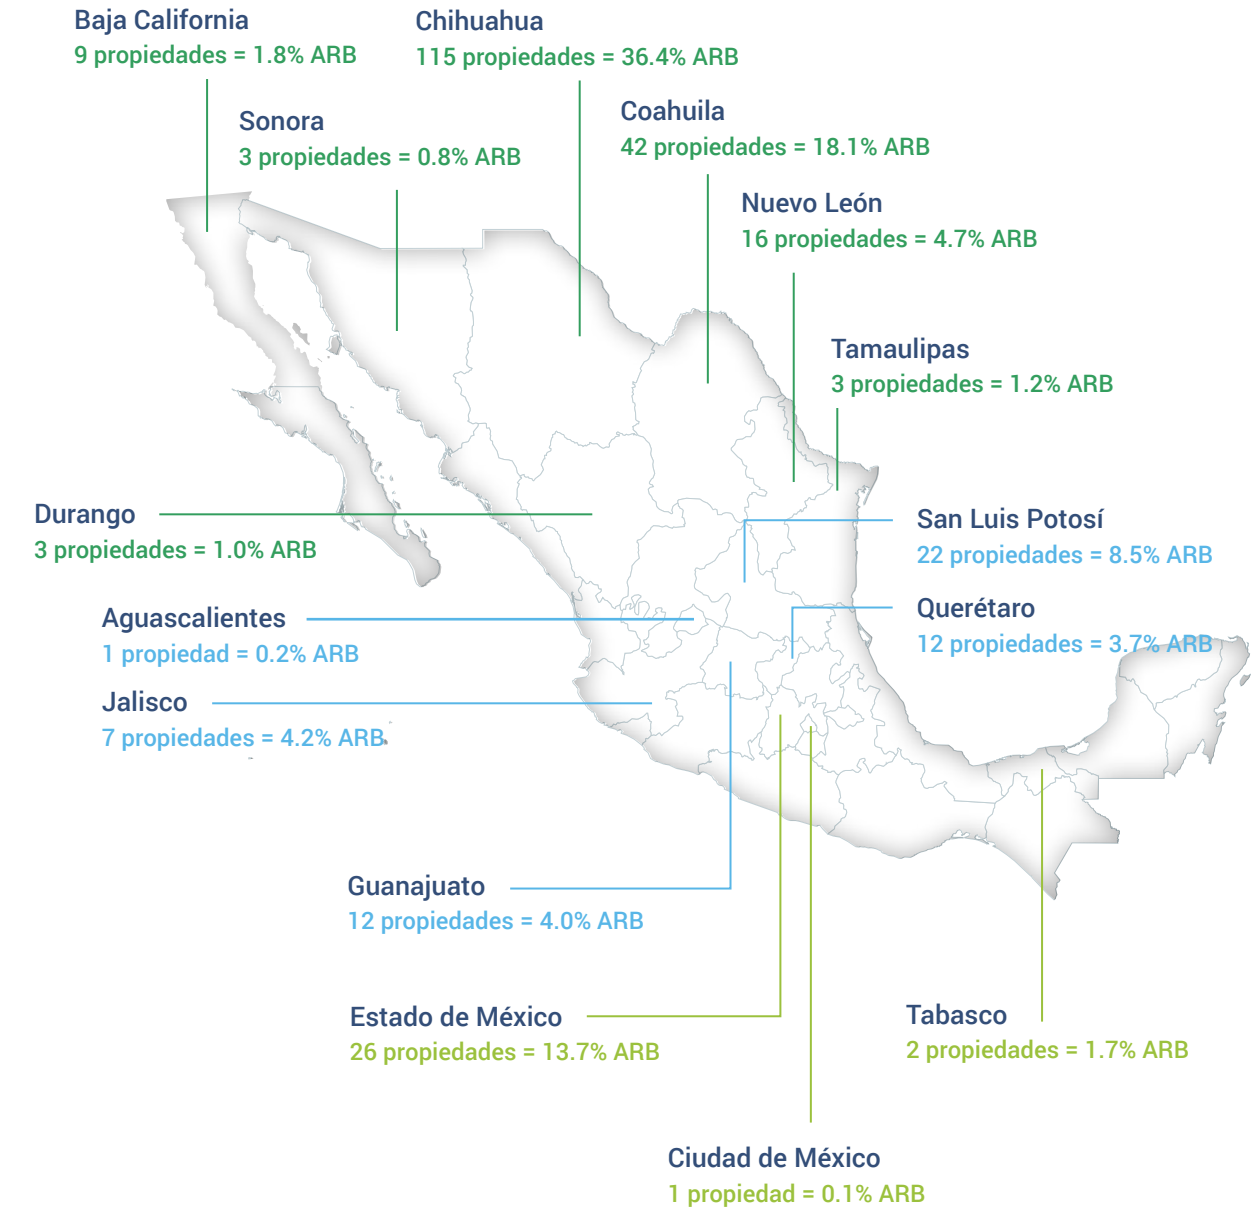 Baja California
9 propiedades = 1.8% ARB
Chihuahua
115 propiedades = 36.4% ARB
Sonora
3 propiedades = 0.8% ARB
Coahuila
42 propiedades = 18.1% ARB
Nuevo León
16 propiedades = 4.7% ARB
Tamaulipas
3 propiedades = 1.2% ARB
Durango
3 propiedades = 1.0% ARB
San Luis Potosí
22 propiedades = 8.5% ARB
Aguascalientes
1 propiedad = 0.2% ARB
Querétaro
12 propiedades = 3.7% ARB
Jalisco
7 propiedades = 4.2% ARB
Guanajuato
12 propiedades = 4.0% ARB
Estado de México
26 propiedades = 13.7% ARB
Tabasco
2 propiedades = 1.7% ARB
Ciudad de México
1 propiedad = 0.1% ARB